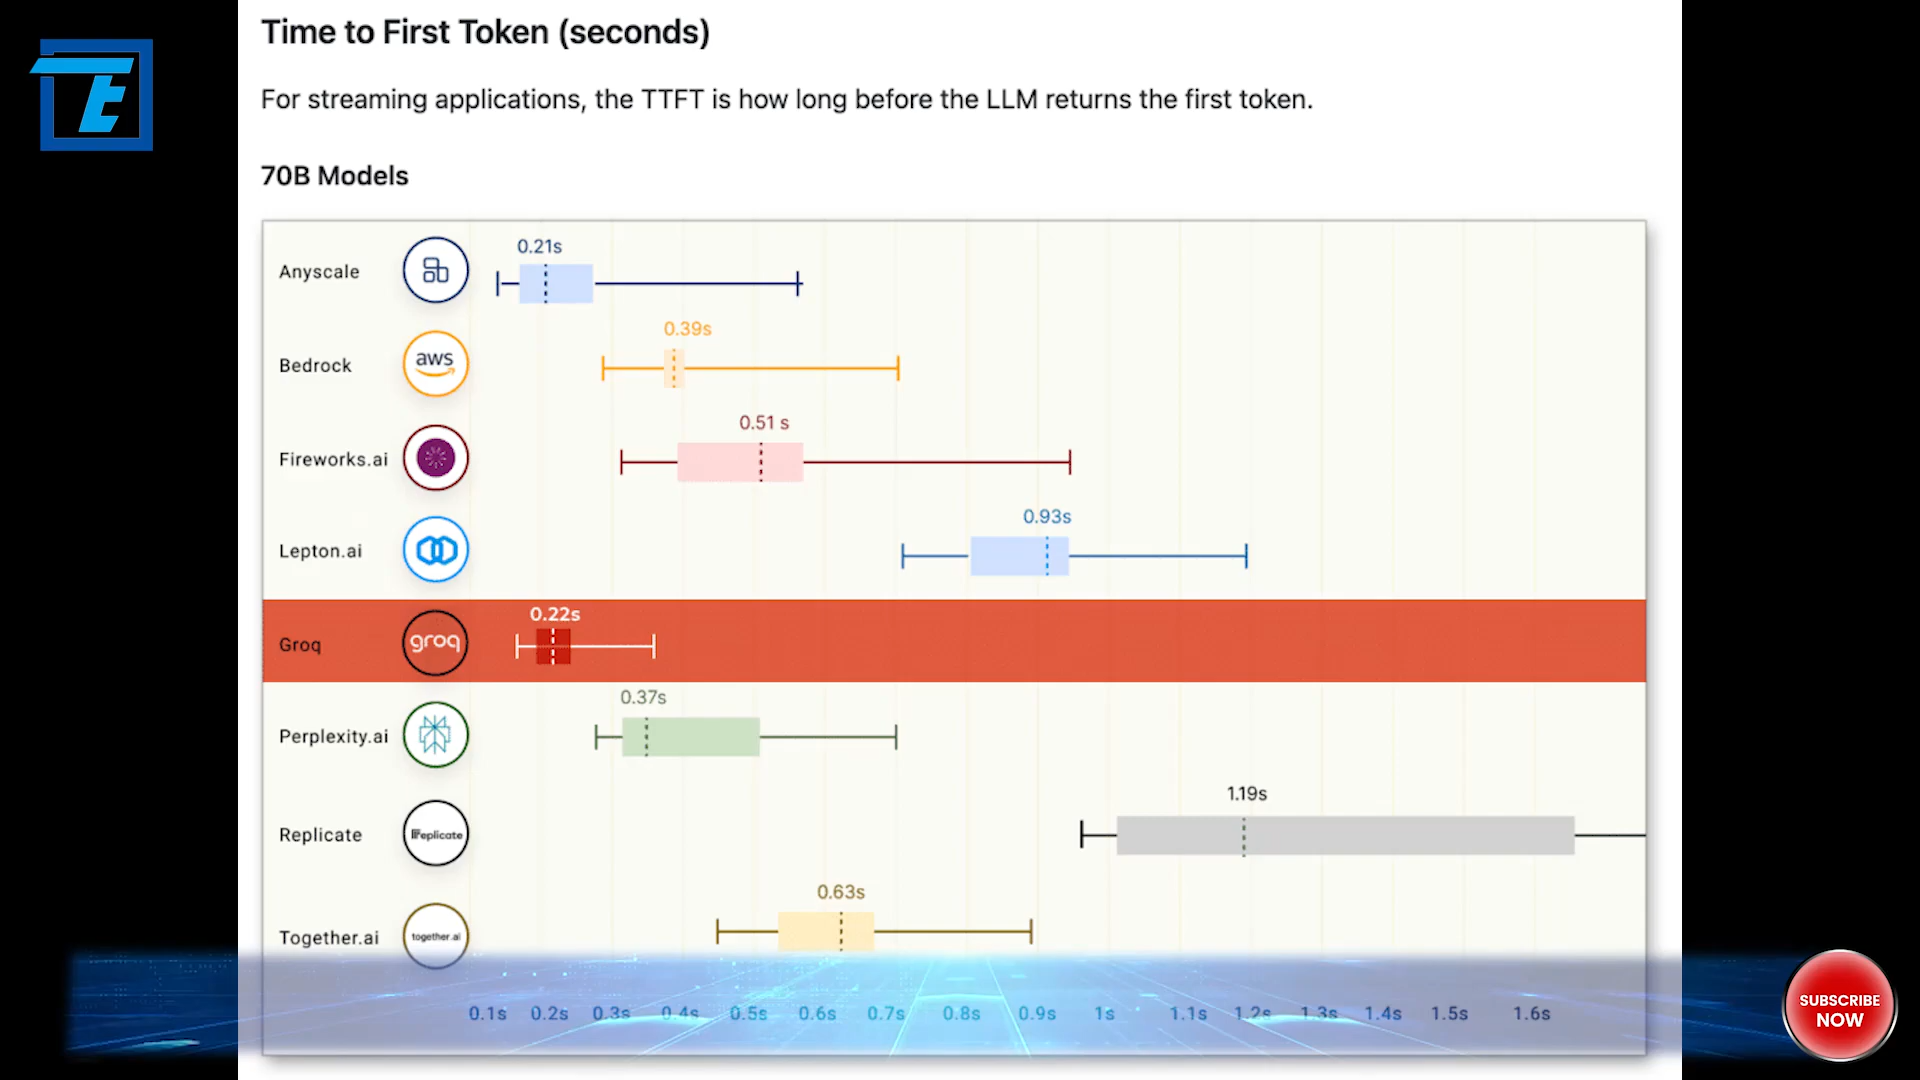 Time to First Token (seconds)
For streaming applications, the TTFT is how long before the LLM returns the first token.
70B Models
Anyscale
0.21s
Bedrock
aws
0.39s
Fireworks.ai
0.51 s
Lepton.ai
0.93s
Groq
groq
0.22s
Perplexity.ai
0.37s
Replicate
Replicate
1.19s
Together.ai
together.ai
0.63s
0.1s 0.2s 0.3s 0.4s 0.5s 0.6s 0.7s 0.8s 0.9s 1s 1.1s 1.2s 1.3s 1.4s 1.5s 1.6s
SUBSCRIBE
NOW